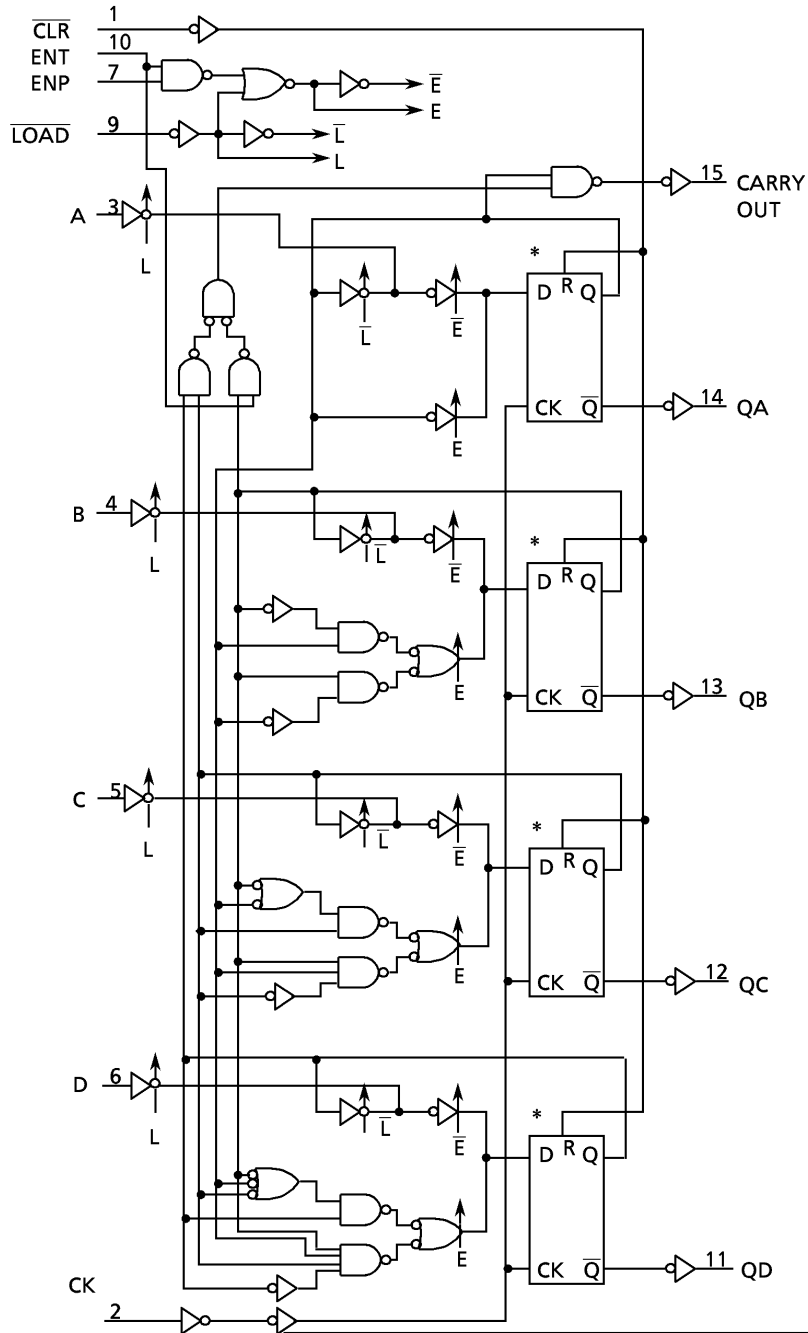 1
CLR
10
ENT
7
ENP
E
E
9
LOAD
L
L
15
CARRY
OUT
3
A
L
*
D R Q
L
E
CK Q
14
QA
E
4
B
L
L
E
*
D R Q
E
CK Q
13
QB
5
C
L
L
E
*
D R Q
E
CK Q
12
QC
6
D
L
L
E
*
D R Q
E
CK Q
11
QD
CK
2